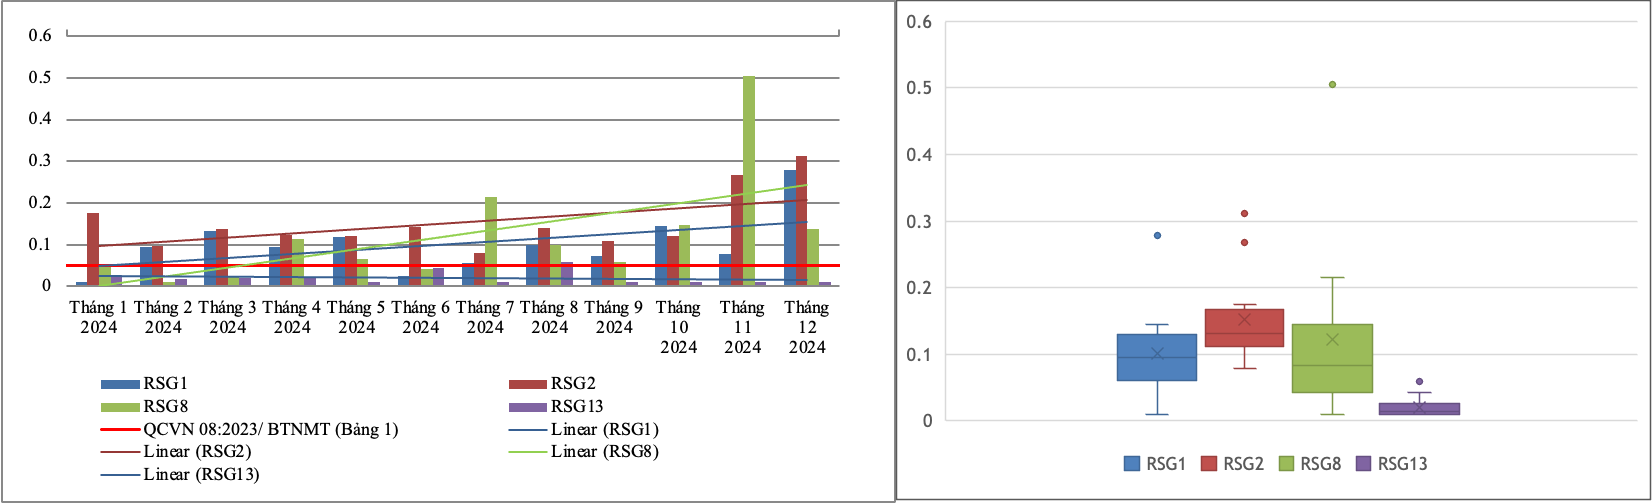 0.6
0.5
0.4
0.3
0.2
0.1
0
Tháng 1 Tháng 2 Tháng 3 Tháng 4 Tháng 5 Tháng 6 Tháng 7 Tháng 8 Tháng 9 Tháng Tháng Tháng
2024 2024 2024 2024 2024 2024 2024 2024 2024 10 11 12
2024 2024 2024
RSG1 RSG2
RSG8 RSG13
QCVN 08:2023/ BTNMT (Bảng 1) Linear (RSG1)
Linear (RSG2) Linear (RSG8)
Linear (RSG13)
0.6
0.5
0.4
0.3
0.2
0.1
0
RSG1 RSG2 RSG8 RSG13